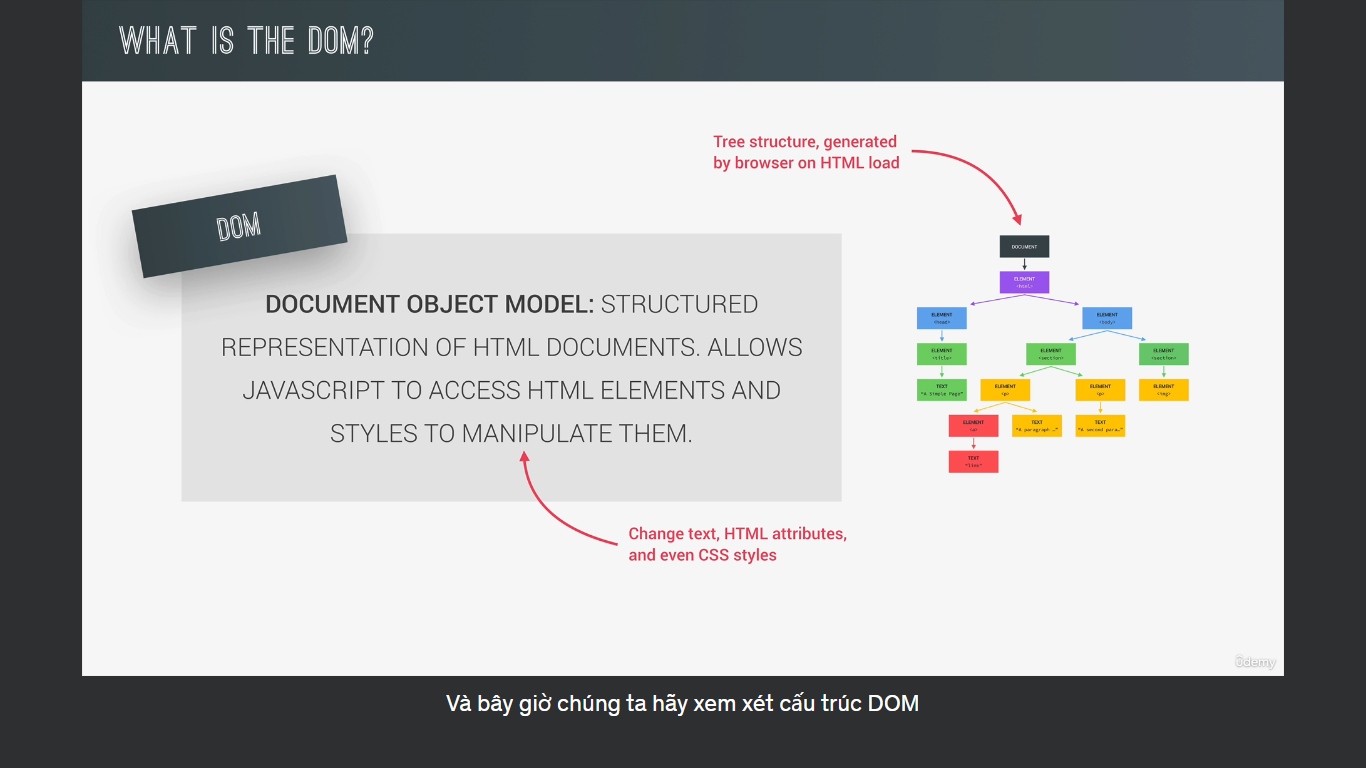 WHAT IS THE DOM?
Tree structure, generated
by browser on HTML load
DOM
DOCUMENT OBJECT MODEL: STRUCTURED
REPRESENTATION OF HTML DOCUMENTS. ALLOWS
JAVASCRIPT TO ACCESS HTML ELEMENTS AND
STYLES TO MANIPULATE THEM.
Change text, HTML attributes,
and even CSS styles
DOCUMENT
ELEMENT
<html>
ELEMENT
<head>
ELEMENT
<body>
ELEMENT
<title>
ELEMENT
<section>
ELEMENT
<section>
TEXT
"A Simple Page"
ELEMENT
<p>
ELEMENT
<p>
ELEMENT
<img>
ELEMENT
<a>
TEXT
"A paragraph …"
TEXT
"A second para…"
TEXT
"link"
ûdemy
Và bây giờ chúng ta hãy xem xét cấu trúc DOM